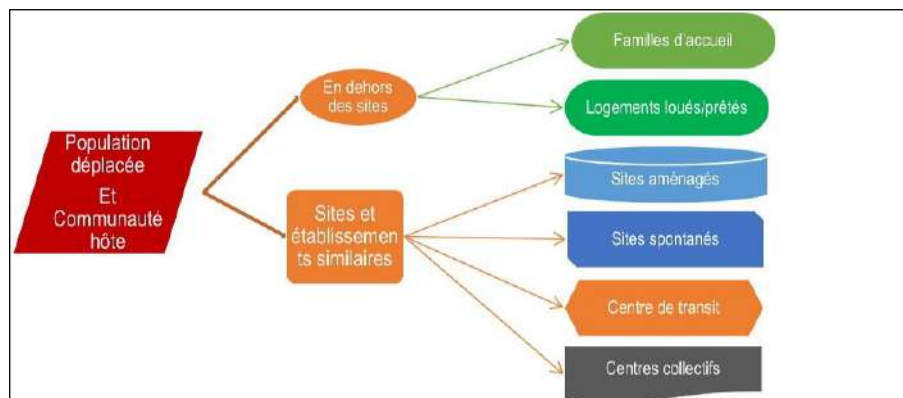 Population
déplacée
Et
Communauté
hôte
En dehors
des sites
Sites et
établissemen
ts similaires
Familles d'accueil
Logements loués/prêtés
Sites aménagés
Sites spontanés
Centre de transit
Centres collectifs